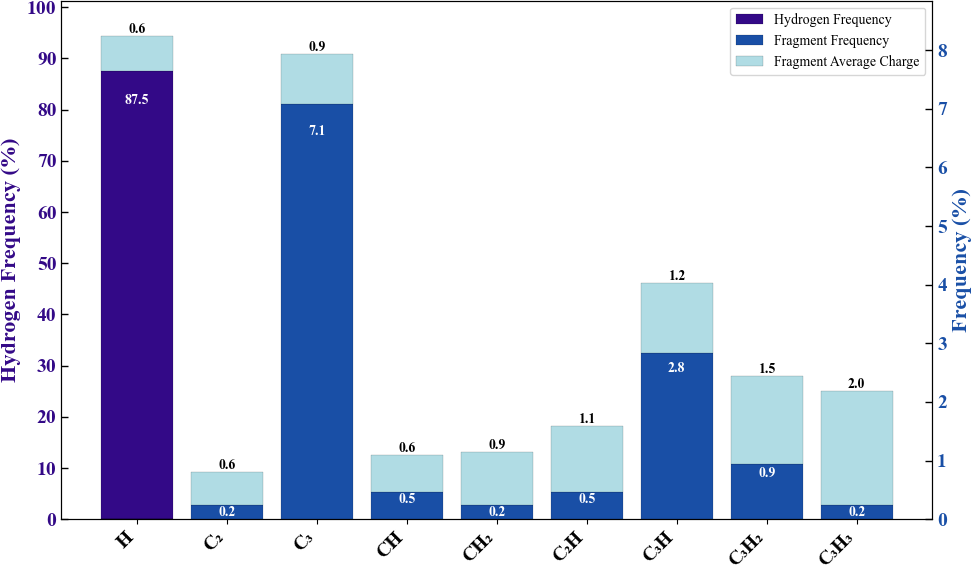 Hydrogen Frequency (%)
100
90
80
70
60
50
40
30
20
10
0
0.6
87.5
0.6
0.2
0.9
7.1
0.6
0.5
0.9
0.2
1.1
0.5
1.2
2.8
1.5
0.9
2.0
0.2
Hydrogen Frequency
Fragment Frequency
Fragment Average Charge
8
7
6
5
4
3
2
1
0
Frequency (%)
H
C₂
C₃
CH
CH₂
C₂H
C₃H
C₃H₂
C₃H₃